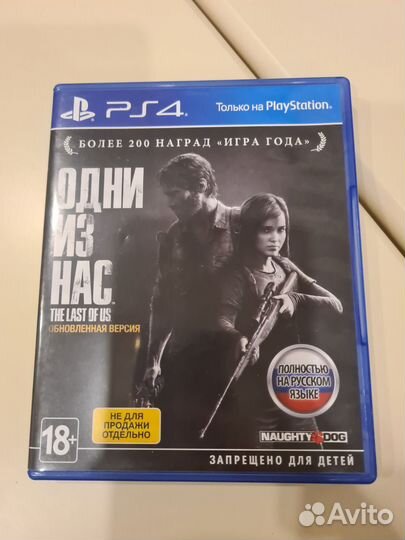 PS4
Только на PlayStation.
БОЛЕЕ 200 НАГРАД «ИГРА ГОДА»
ОДНИ
ИЗ
НАС
THE LAST OF US
ОБНОВЛЕННАЯ ВЕРСИЯ
ПОЛНОСТЬЮ
НА РУССКОМ
ЯЗЫКЕ
НЕ ДЛЯ
ПРОДАЖИ
ОТДЕЛЬНО
18+
NAUGHTY DOG
ЗАПРЕЩЕНО ДЛЯ ДЕТЕЙ
Avito